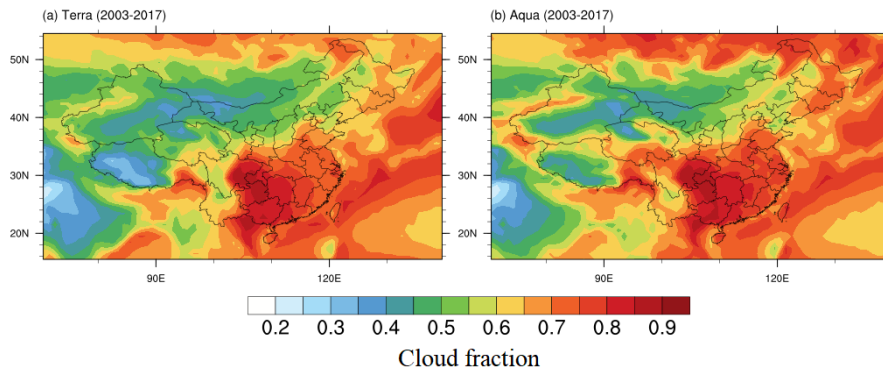 (a) Terra (2003-2017)
(b) Aqua (2003-2017)
50N
40N
30N
20N
90E
120E
50N
40N
30N
20N
90E
120E
0.2 0.3 0.4 0.5 0.6 0.7 0.8 0.9
Cloud fraction